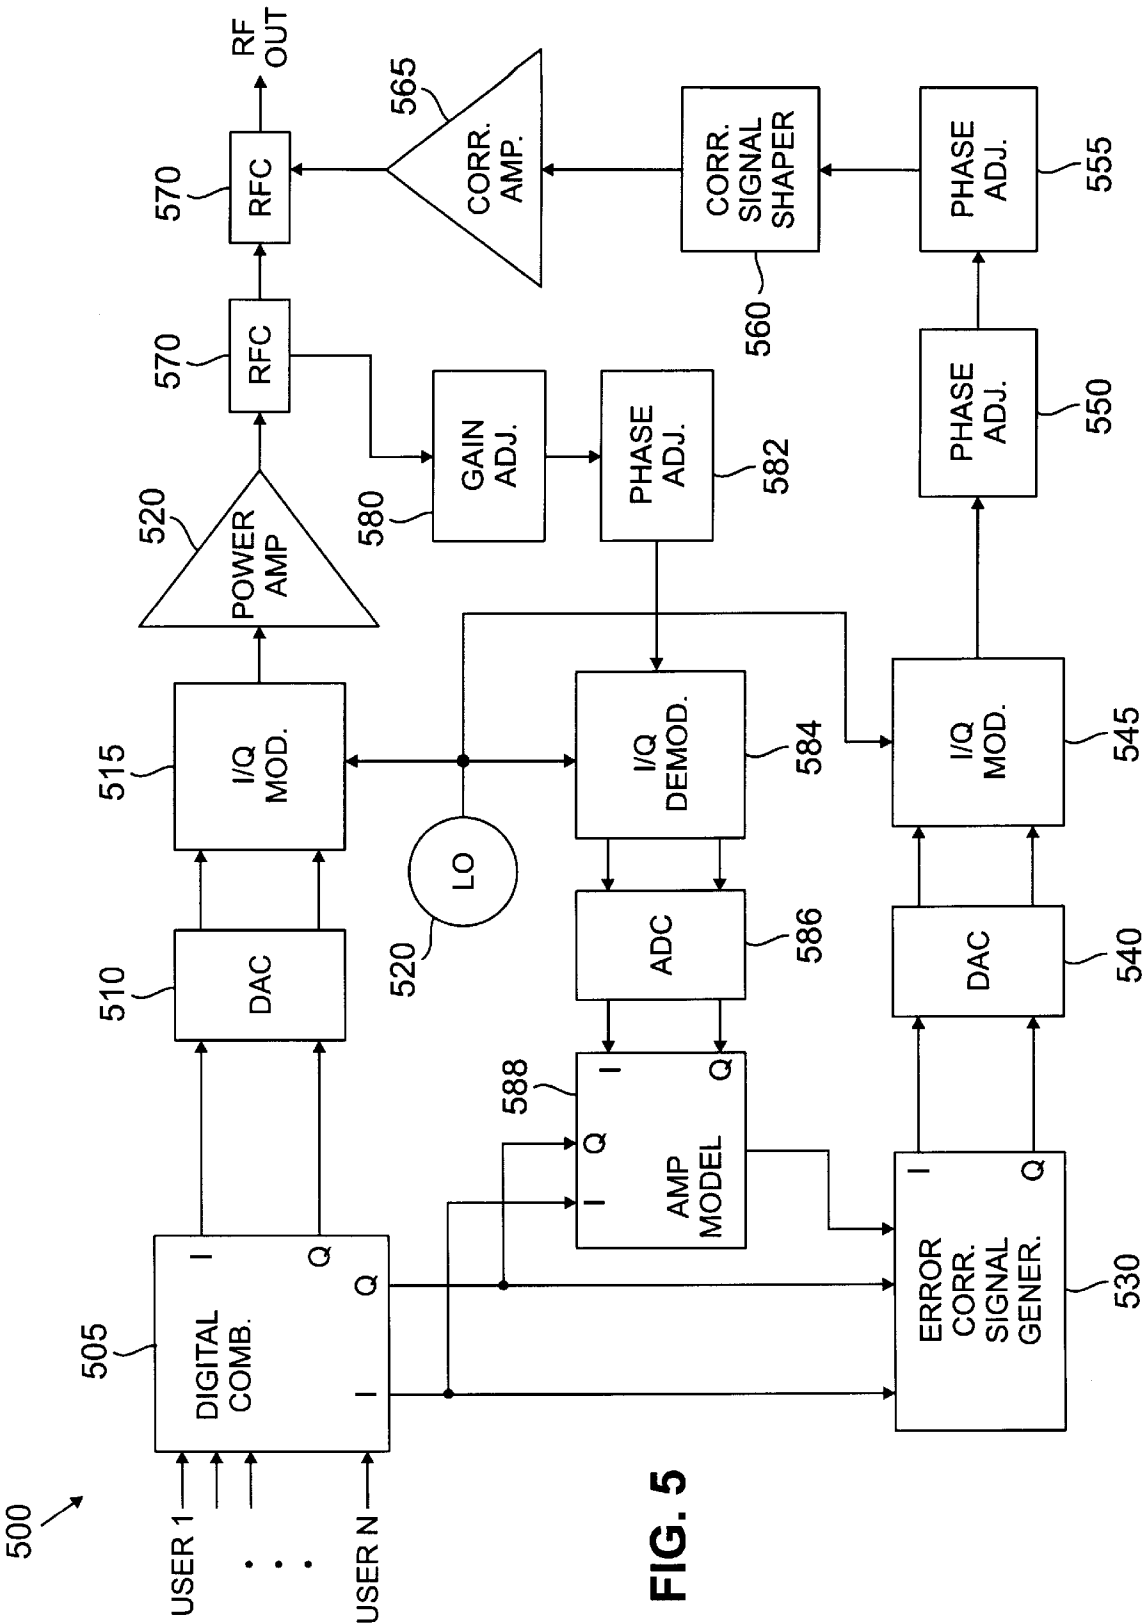 500
USER 1
USER N
505
DIGITAL
COMB.
I
Q
I
Q
510
DAC
515
I/Q
MOD.
520
POWER
AMP
570
RFC
570
RFC
RF
OUT
565
CORR.
AMP.
LO
520
580
GAIN
ADJ.
582
PHASE
ADJ.
584
I/Q
DEMOD.
586
ADC
588
I
Q
I
Q
AMP
MODEL
530
ERROR
CORR.
SIGNAL
GENER.
I
Q
540
DAC
545
I/Q
MOD.
550
PHASE
ADJ.
555
PHASE
ADJ.
560
CORR.
SIGNAL
SHAPER
FIG. 5